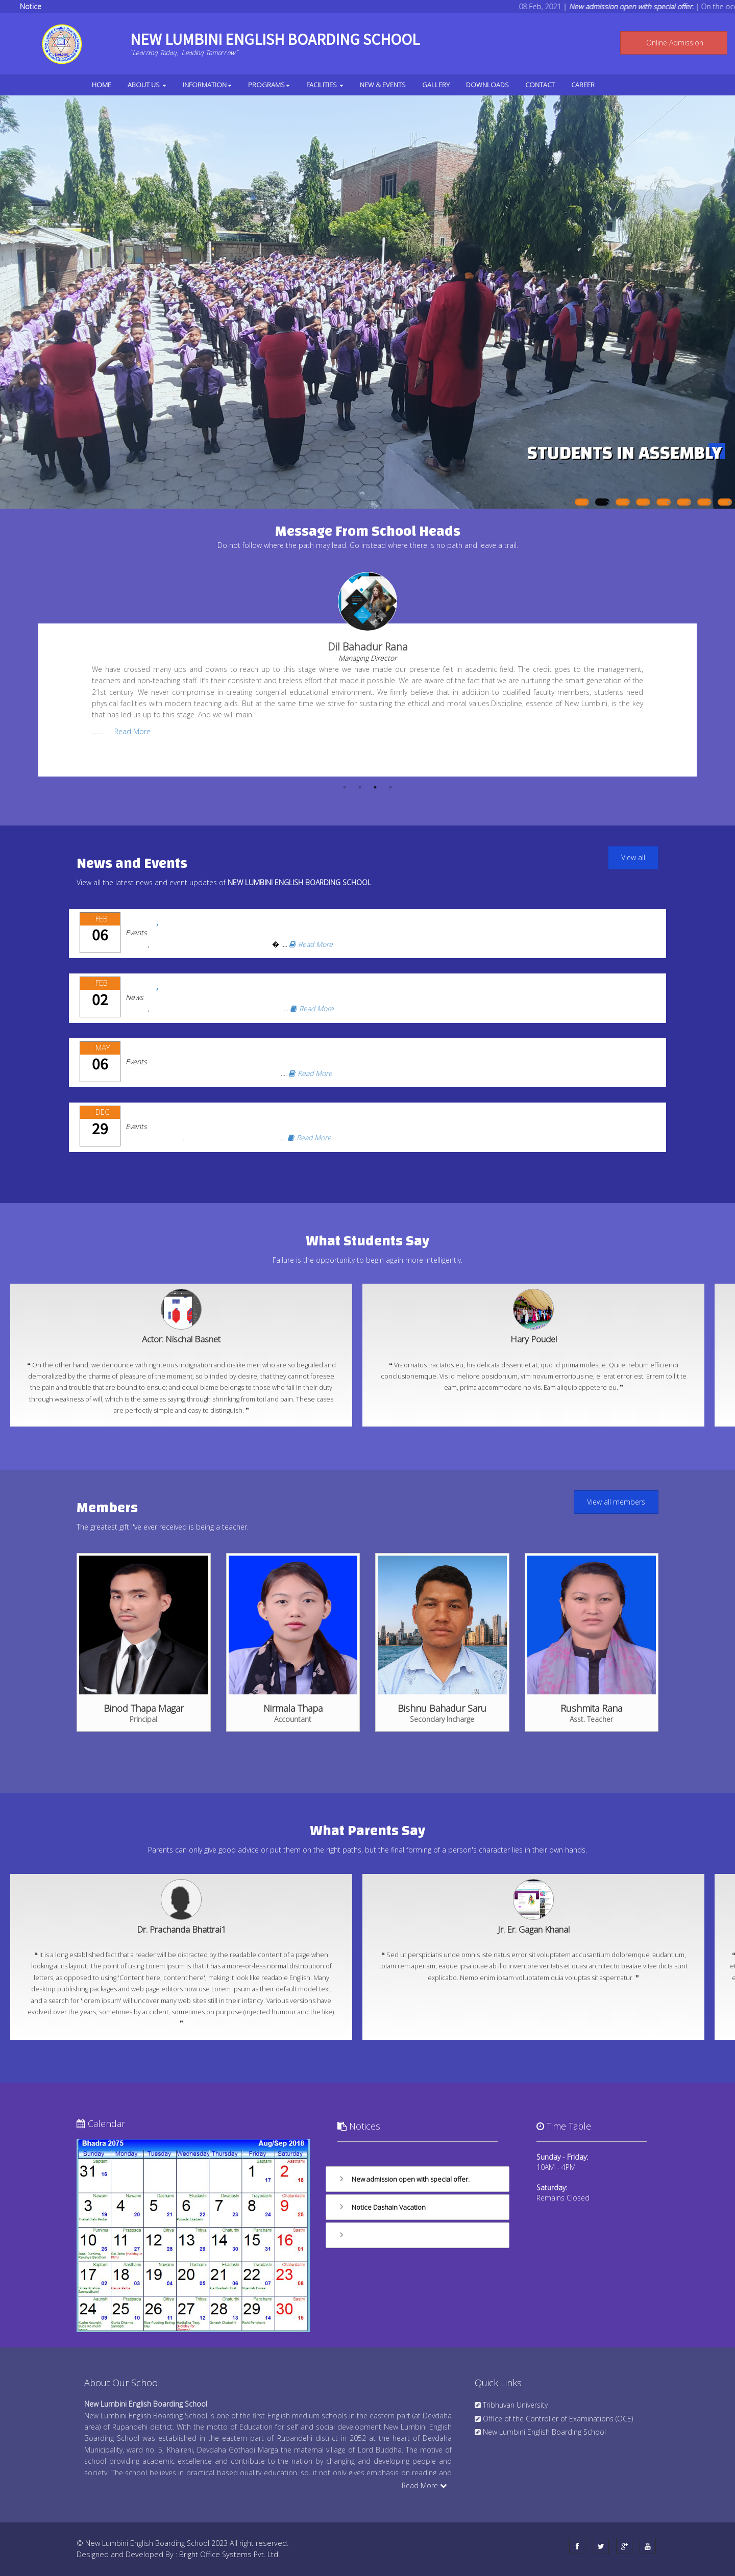 Notice
08 Feb, 2021 | New admission open with special offer. | On the oc
NEW LUMBINI ENGLISH BOARDING SCHOOL
"Learning Today, Leading Tomorrow"
Online Admission
HOME ABOUT US INFORMATION PROGRAMS FACILITIES NEW & EVENTS GALLERY DOWNLOADS CONTACT CAREER
STUDENTS IN ASSEMBLY
Message From School Heads
Do not follow where the path may lead. Go instead where there is no path and leave a trail.
Dil Bahadur Rana
Managing Director
We have crossed many ups and downs to reach up to this stage where we have made our presence felt in academic field. The credit goes to the management,
teachers and non-teaching staff. It's their consistent and tireless effort that made it possible. We are aware of the fact that we are nurturing the smart generation of the
21st century. We never compromise in creating congenial educational environment. We firmly believe that in addition to qualified faculty members, students need
physical facilities with modern teaching aids. But at the same time we strive for sustaining the ethical and moral values.Discipline, essence of New Lumbini, is the key
that has led us up to this stage. And we will main
....... Read More
News and Events
View all
View all the latest news and event updates of NEW LUMBINI ENGLISH BOARDING SCHOOL.
FEB
06
,
Events
, � ... Read More
FEB
02
,
News
, ... Read More
MAY
06
Events
... Read More
DEC
29
Events
... Read More
What Students Say
Failure is the opportunity to begin again more intelligently.
Actor: Nischal Basnet
❝ On the other hand, we denounce with righteous indignation and dislike men who are so beguiled and
demoralized by the charms of pleasure of the moment, so blinded by desire, that they cannot foresee
the pain and trouble that are bound to ensue; and equal blame belongs to those who fail in their duty
through weakness of will, which is the same as saying through shrinking from toil and pain. These cases
are perfectly simple and easy to distinguish. ❞
Hary Poudel
❝ Vis ornatus tractatos eu, his delicata dissentiet at, quo id prima molestie. Qui ei rebum efficiendi
conclusionemque. Vis id meliore posidonium, vim novum erroribus ne, ei erat error est. Errem tollit te
eam, prima accommodare no vis. Eam aliquip appetere eu. ❞
Members
View all members
The greatest gift I've ever received is being a teacher.
Binod Thapa Magar
Principal
Nirmala Thapa
Accountant
Bishnu Bahadur Saru
Secondary Incharge
Rushmita Rana
Asst. Teacher
What Parents Say
Parents can only give good advice or put them on the right paths, but the final forming of a person's character lies in their own hands.
Dr. Prachanda Bhattrai1
❝ It is a long established fact that a reader will be distracted by the readable content of a page when
looking at its layout. The point of using Lorem Ipsum is that it has a more-or-less normal distribution of
letters, as opposed to using 'Content here, content here', making it look like readable English. Many
desktop publishing packages and web page editors now use Lorem Ipsum as their default model text,
and a search for 'lorem ipsum' will uncover many web sites still in their infancy. Various versions have
evolved over the years, sometimes by accident, sometimes on purpose (injected humour and the like).
❞
Jr. Er. Gagan Khanal
❝ Sed ut perspiciatis unde omnis iste natus error sit voluptatem accusantium doloremque laudantium,
totam rem aperiam, eaque ipsa quae ab illo inventore veritatis et quasi architecto beatae vitae dicta sunt
explicabo. Nemo enim ipsam voluptatem quia voluptas sit aspernatur. ❞
Calendar
Bhadra 2075 Aug/Sep 2018
Sunday Monday Tuesday Wednesday Thursday Friday Saturday
31 16 1 17 2 18
3 19 4 20 5 21 6 22 7 23 8 24 9 25
10 26 11 27 12 28 13 29 14 30 15 31 16 01
17 02 18 03 19 04 20 05 21 06 22 07 23 08
24 09 25 10 26 11 27 12 28 13 29 14 30 15
Notices
New admission open with special offer.
Notice Dashain Vacation
Time Table
Sunday - Friday:
10AM - 4PM
Saturday:
Remains Closed
About Our School
New Lumbini English Boarding School
New Lumbini English Boarding School is one of the first English medium schools in the eastern part (at Devdaha
area) of Rupandehi district. With the motto of Education for self and social development New Lumbini English
Boarding School was established in the eastern part of Rupandehi district in 2052 at the heart of Devdaha
Municipality, ward no. 5, Khaireni, Devdaha Gothadi Marga the maternal village of Lord Buddha. The motive of
school providing academic excellence and contribute to the nation by changing and developing people and
society. The school believes in practical based quality education, so, it not only gives emphasis on reading and
Read More
Quick Links
Tribhuvan University
Office of the Controller of Examinations (OCE)
New Lumbini English Boarding School
© New Lumbini English Boarding School 2023 All right reserved.
Designed and Developed By : Bright Office Systems Pvt. Ltd.